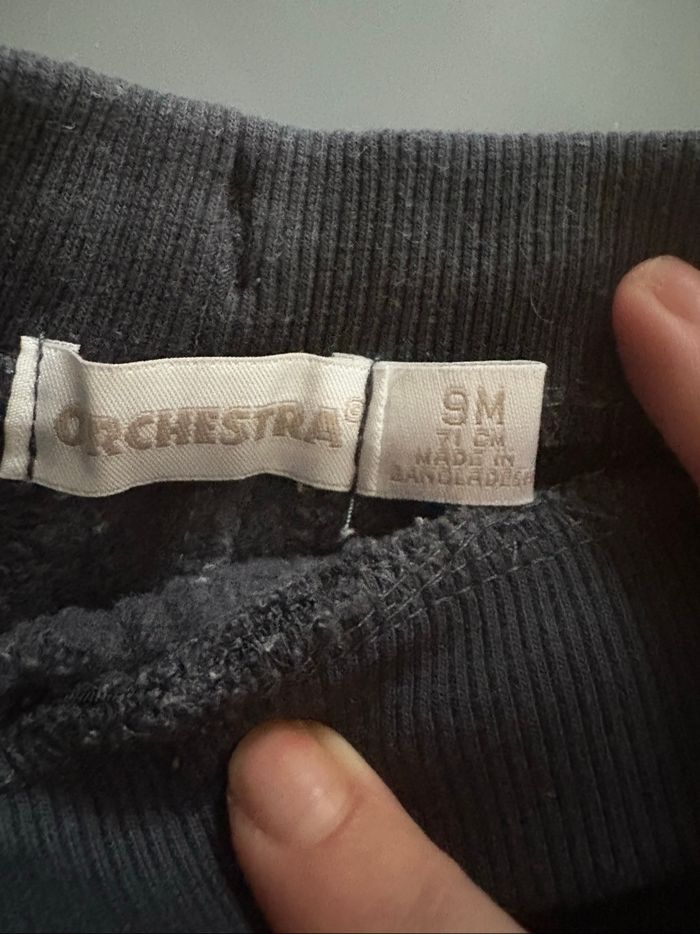 ORCHESTRA®
9M
71 CM
MADE IN
BANGLADESH